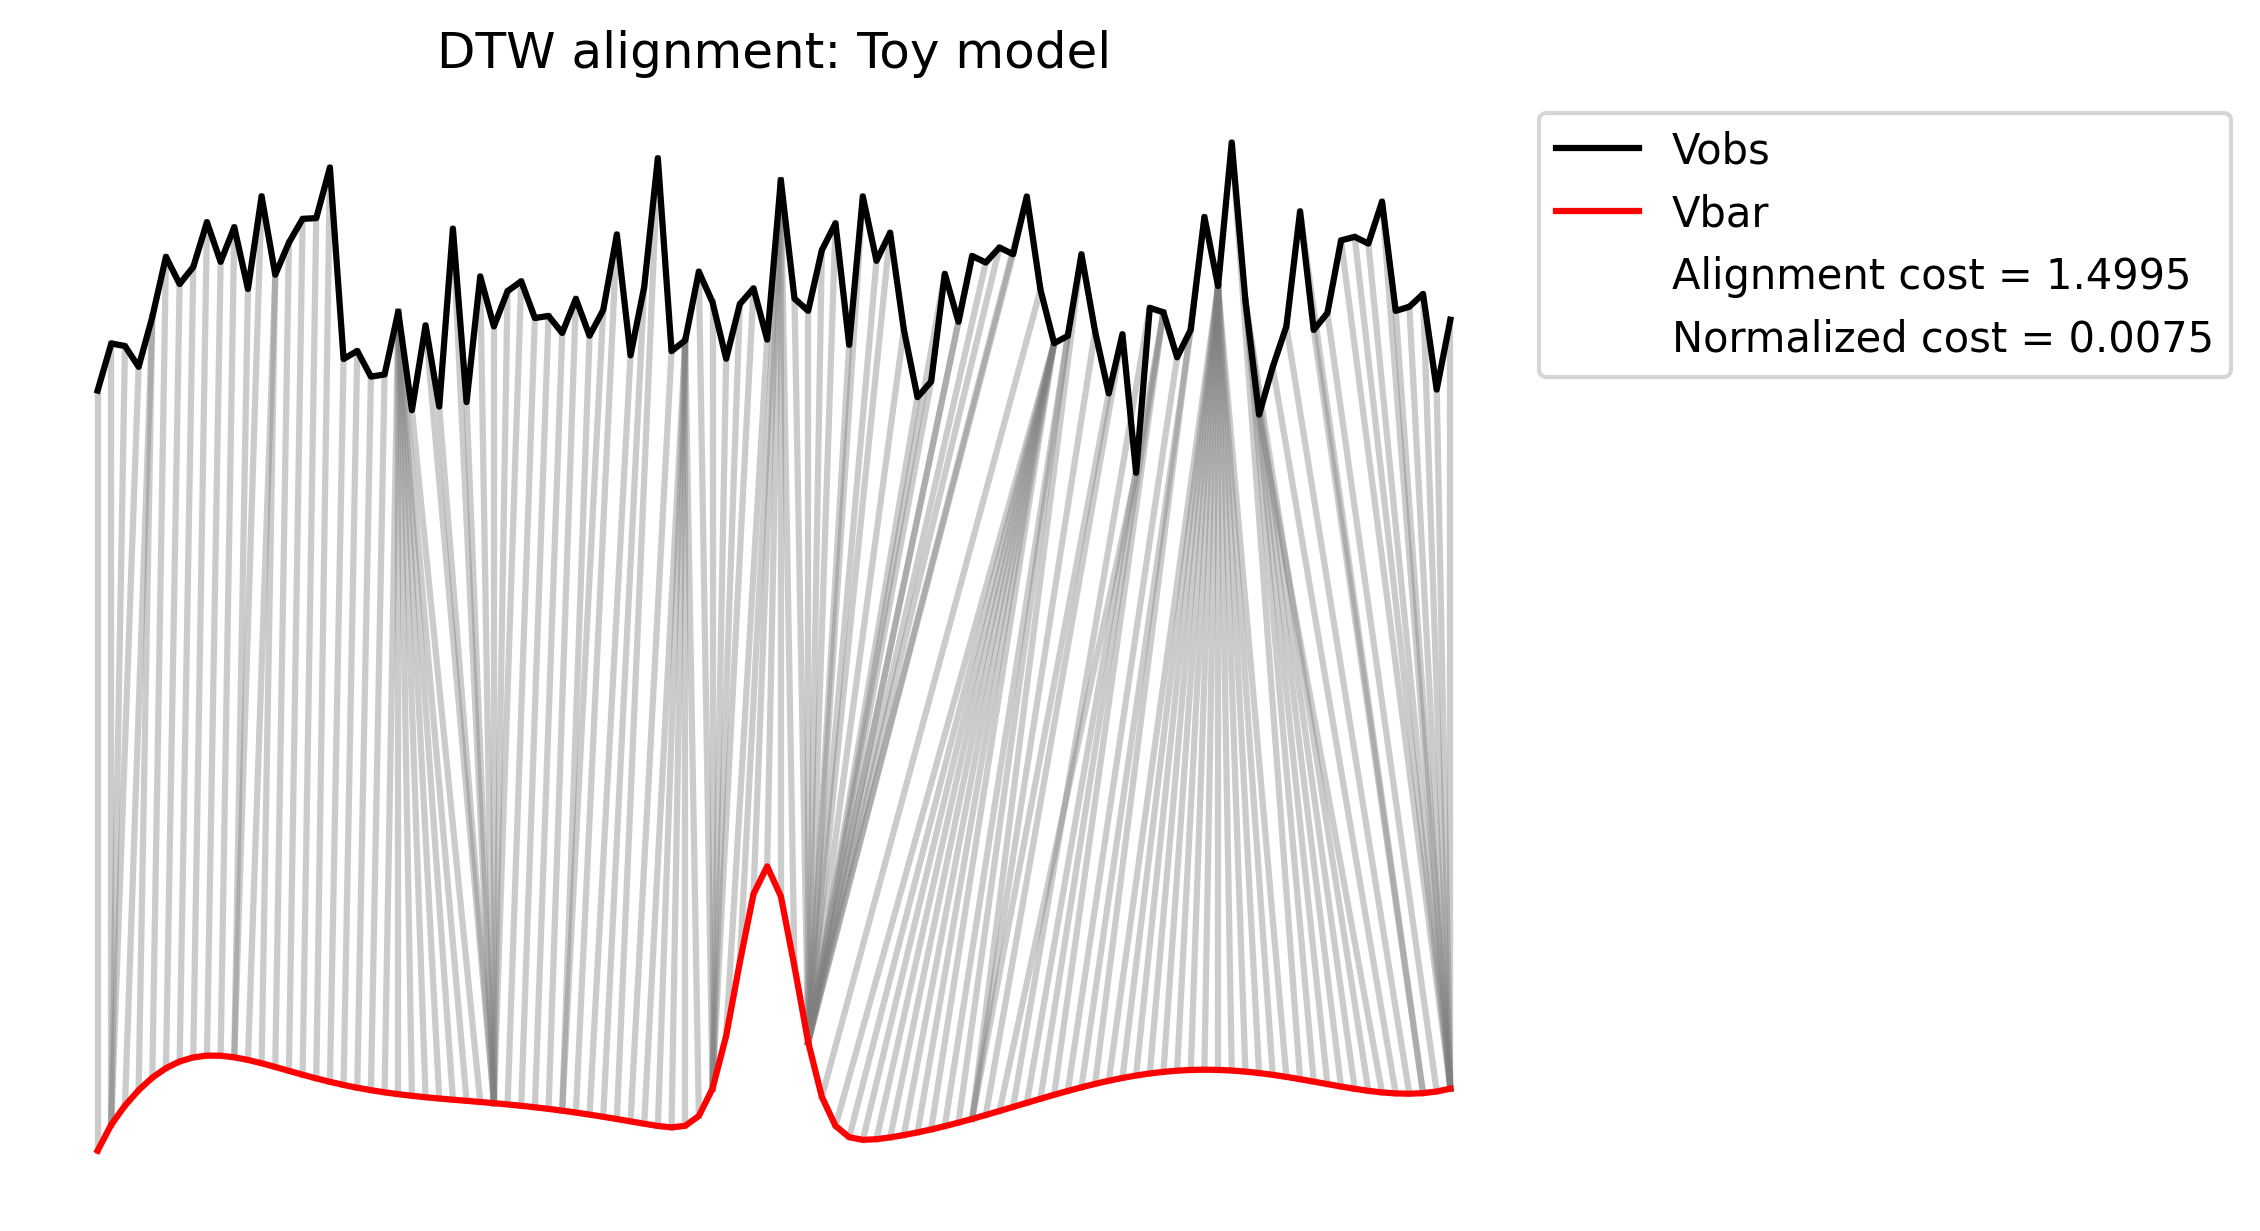 DTW alignment: Toy model
Vobs
Vbar
Alignment cost = 1.4995
Normalized cost = 0.0075